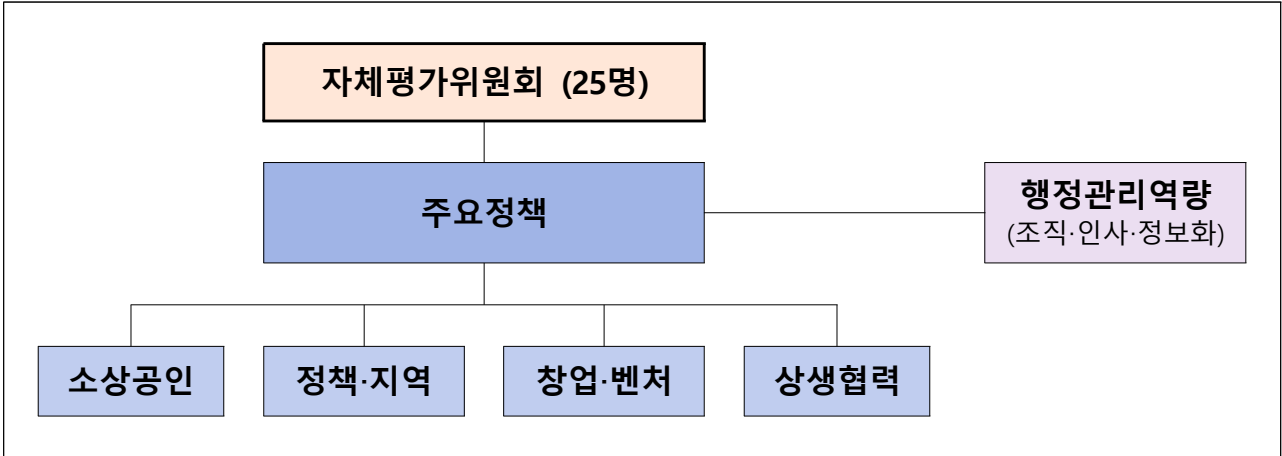 자체평가위원회 (25명)
주요정책
행정관리역량
(조직·인사·정보화)
소상공인
정책·지역
창업·벤처
상생협력